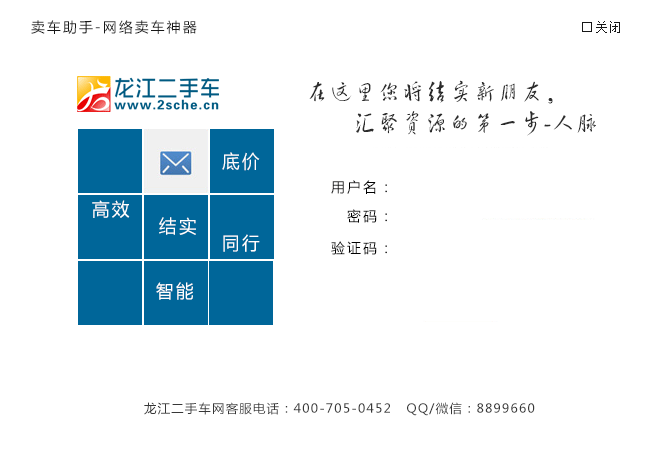 卖车助手-网络卖车神器
关闭
龙江二手车
www.2sche.cn
在这里您将结实新朋友，
汇聚资源的第一步-人脉
底价
高效
结实
同行
智能
用户名：
密码：
验证码：
龙江二手车网客服电话：400-705-0452 QQ/微信：8899660